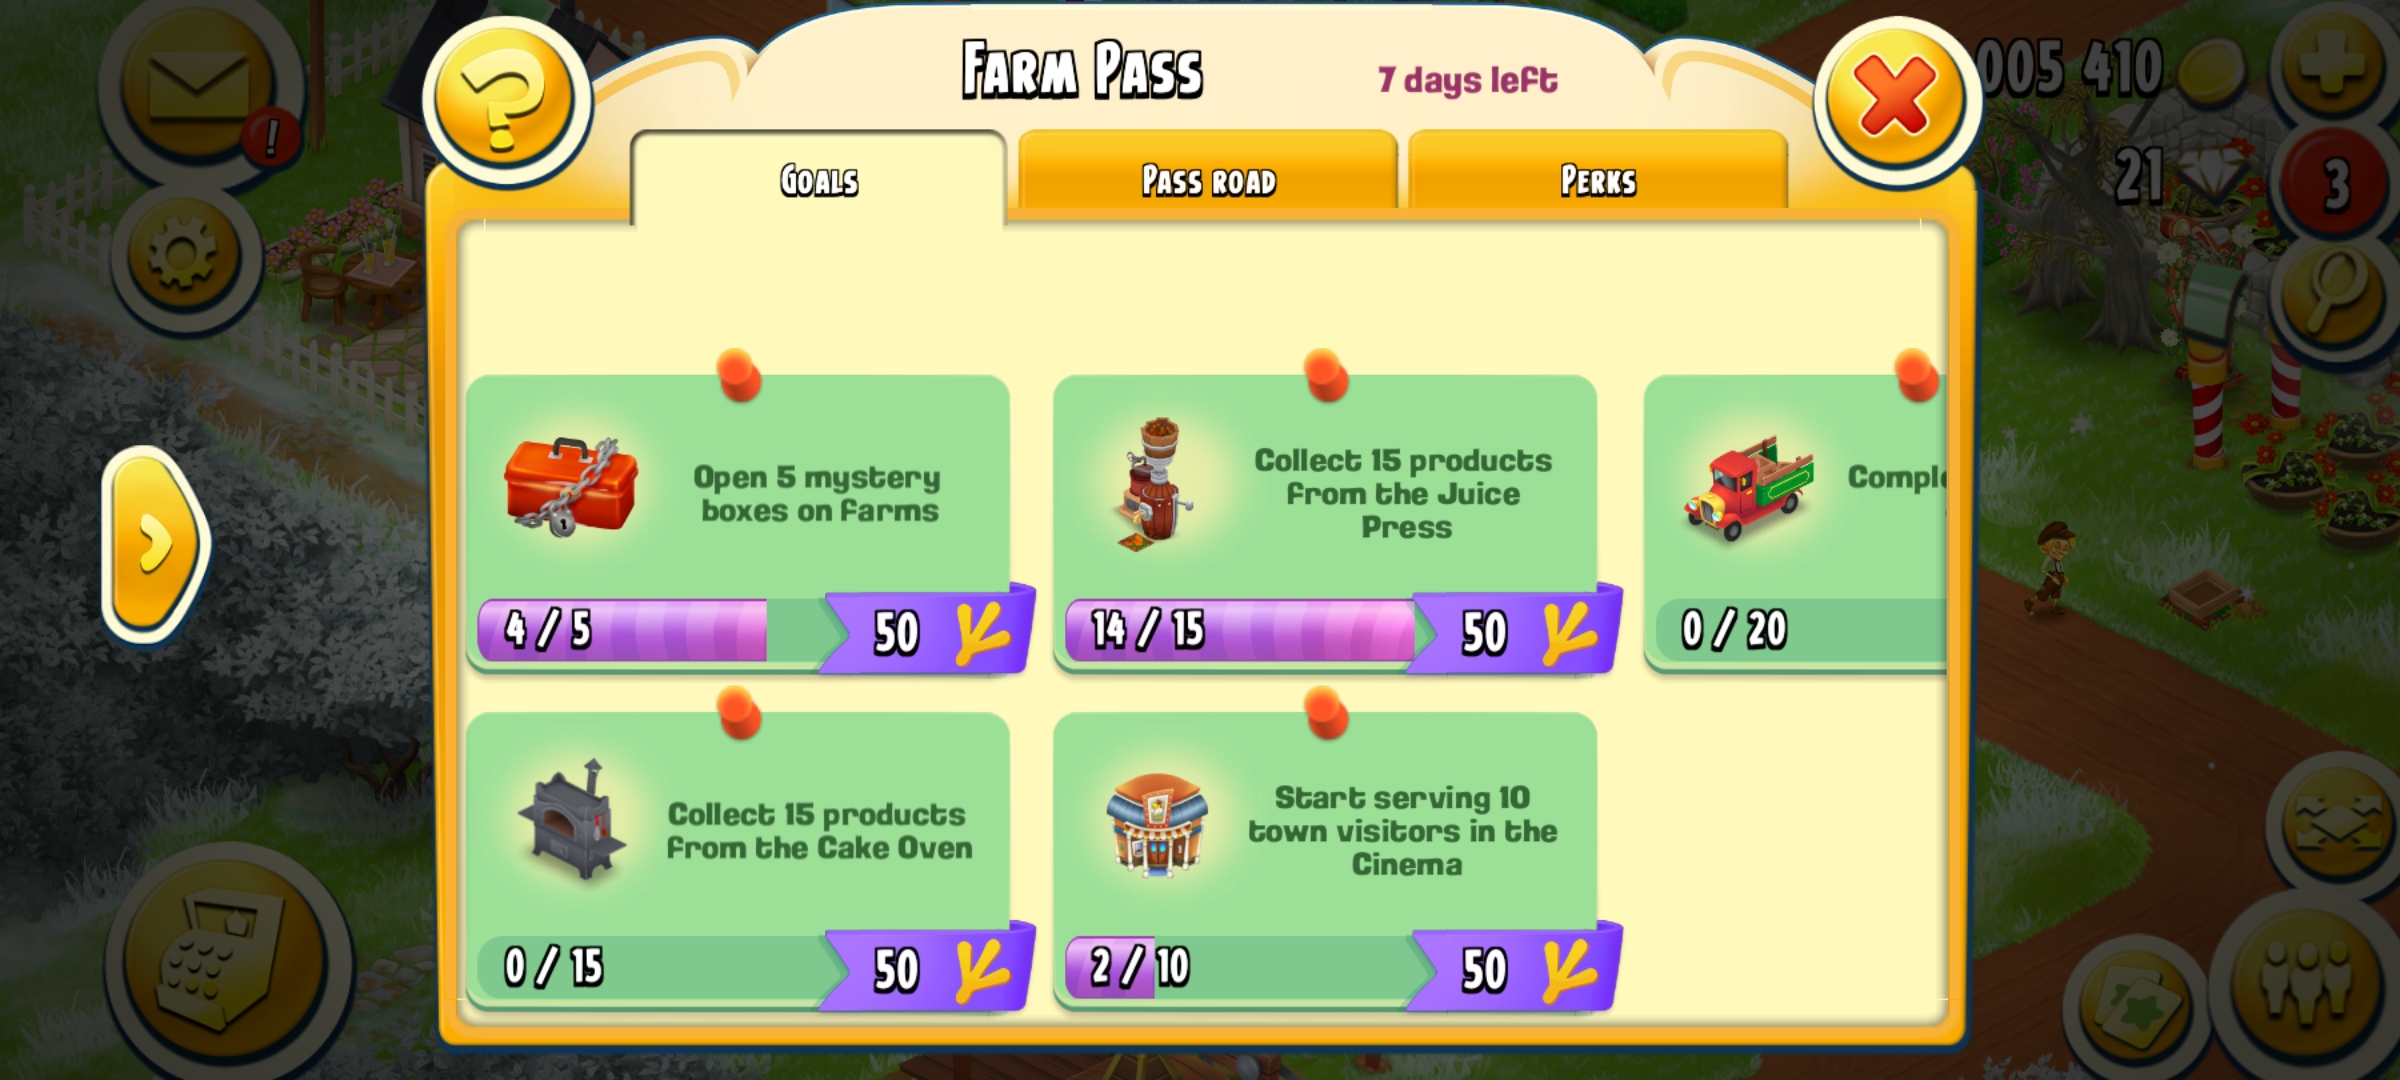 FARM PASS
7 days left
005 410
21
3
!
GOALS
PASS ROAD
PERKS
Open 5 mystery
boxes on farms
4 / 5
50
Collect 15 products
from the Juice
Press
14 / 15
50
Comple
0 / 20
Collect 15 products
from the Cake Oven
0 / 15
50
Start serving 10
town visitors in the
Cinema
2 / 10
50